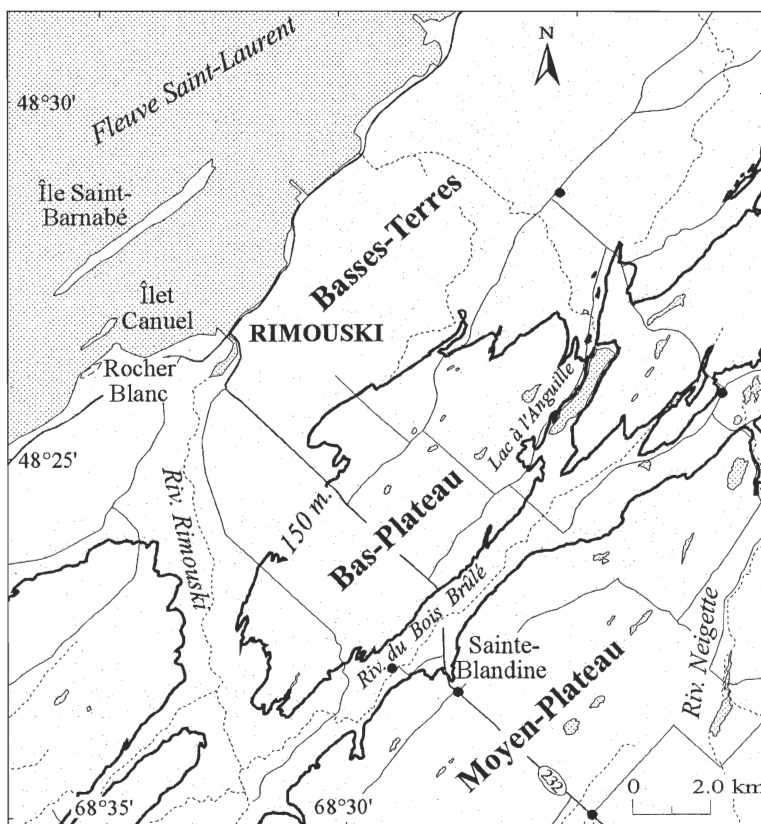 N
48°30'
Fleuve Saint-Laurent
Île Saint-
Barnabé
Basses-Terres
Îlet
Canuel
RIMOUSKI
Rocher
Blanc
Lac à l'Anguille
48°25'
Riv. Rimouski
150 m.
Bas-Plateau
Riv. du Bois Brûlé
Sainte-
Blandine
Riv. Neigette
Moyen-Plateau
232
0 2.0 km
68°35'
68°30'